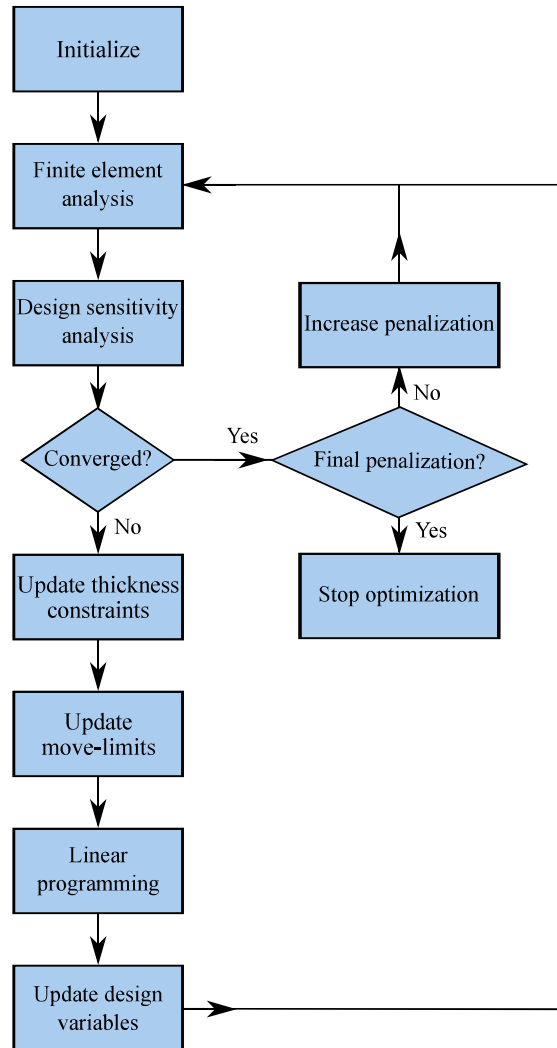 Initialize
Finite element
analysis
Design sensitivity
analysis
Increase penalization
No
Yes
Converged?
Final penalization?
No
Yes
Update thickness
constraints
Stop optimization
Update
move-limits
Linear
programming
Update design
variables